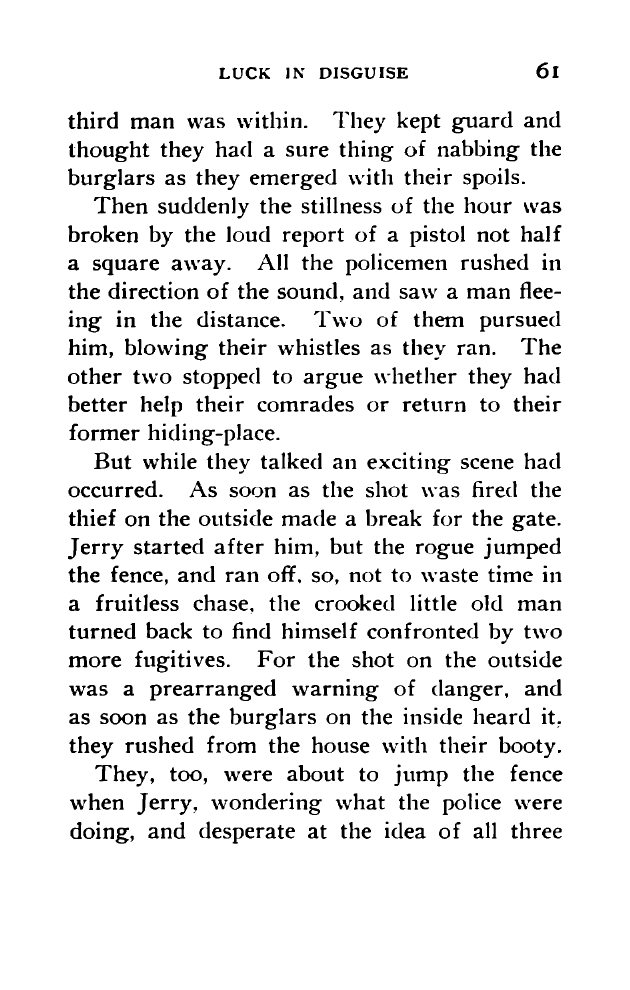 LUCK IN DISGUISE 61
third man was within. They kept guard and
thought they had a sure thing of nabbing the
burglars as they emerged with their spoils.
Then suddenly the stillness of the hour was
broken by the loud report of a pistol not half
a square away. All the policemen rushed in
the direction of the sound, and saw a man flee-
ing in the distance. Two of them pursued
him, blowing their whistles as they ran. The
other two stopped to argue whether they had
better help their comrades or return to their
former hiding-place.
But while they talked an exciting scene had
occurred. As soon as the shot was fired the
thief on the outside made a break for the gate.
Jerry started after him, but the rogue jumped
the fence, and ran off, so, not to waste time in
a fruitless chase, the crooked little old man
turned back to find himself confronted by two
more fugitives. For the shot on the outside
was a prearranged warning of danger, and
as soon as the burglars on the inside heard it,
they rushed from the house with their booty.
They, too, were about to jump the fence
when Jerry, wondering what the police were
doing, and desperate at the idea of all three